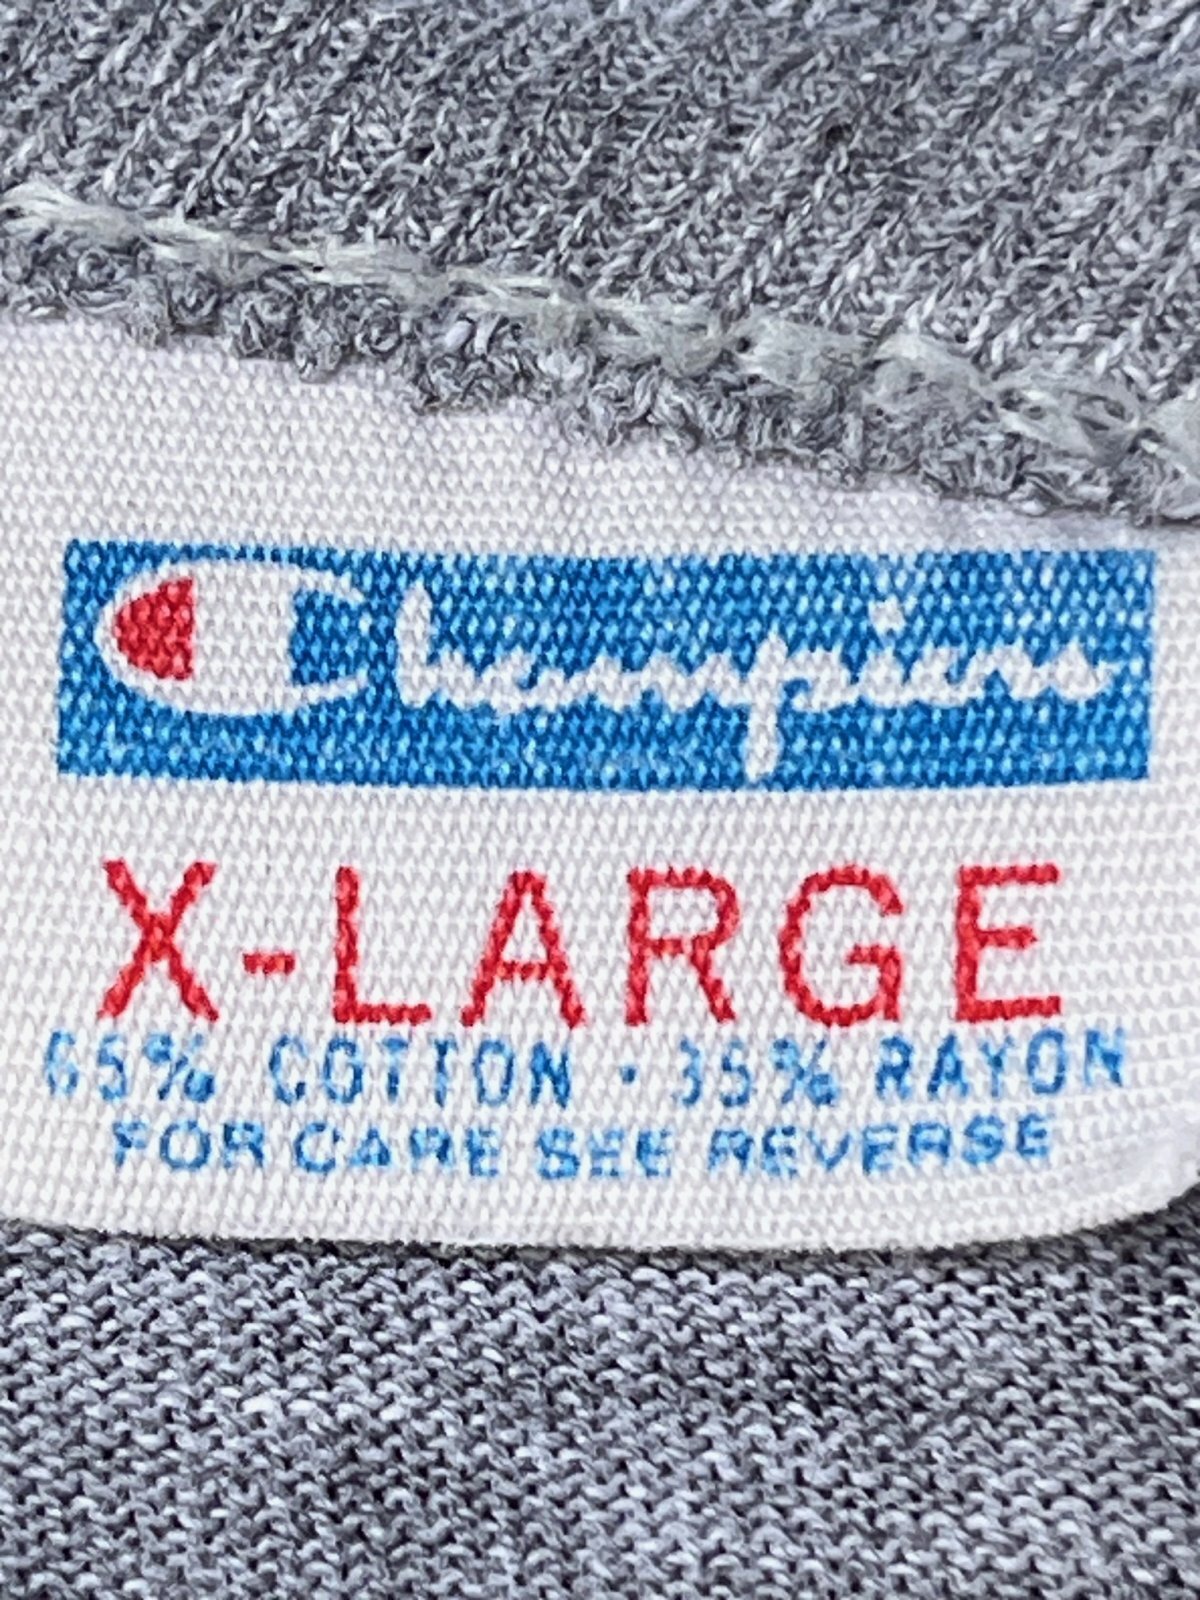 Champion
X-LARGE
65% COTTON · 35% RAYON
FOR CARE SEE REVERSE